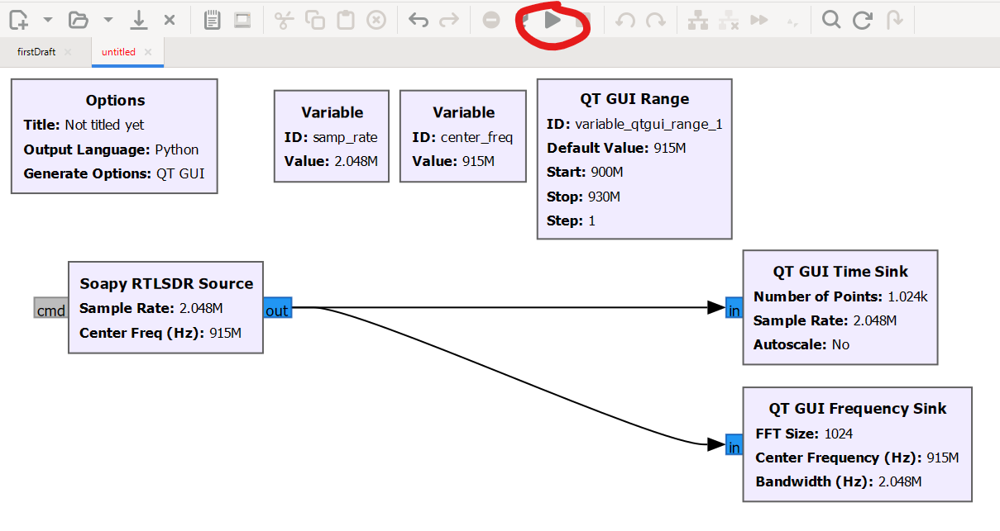 firstDraft
untitled
Options
Title: Not titled yet
Output Language: Python
Generate Options: QT GUI
Variable
ID: samp_rate
Value: 2.048M
Variable
ID: center_freq
Value: 915M
QT GUI Range
ID: variable_qtgui_range_1
Default Value: 915M
Start: 900M
Stop: 930M
Step: 1
cmd
Soapy RTLSDR Source
Sample Rate: 2.048M
Center Freq (Hz): 915M
out
in
QT GUI Time Sink
Number of Points: 1.024k
Sample Rate: 2.048M
Autoscale: No
in
QT GUI Frequency Sink
FFT Size: 1024
Center Frequency (Hz): 915M
Bandwidth (Hz): 2.048M